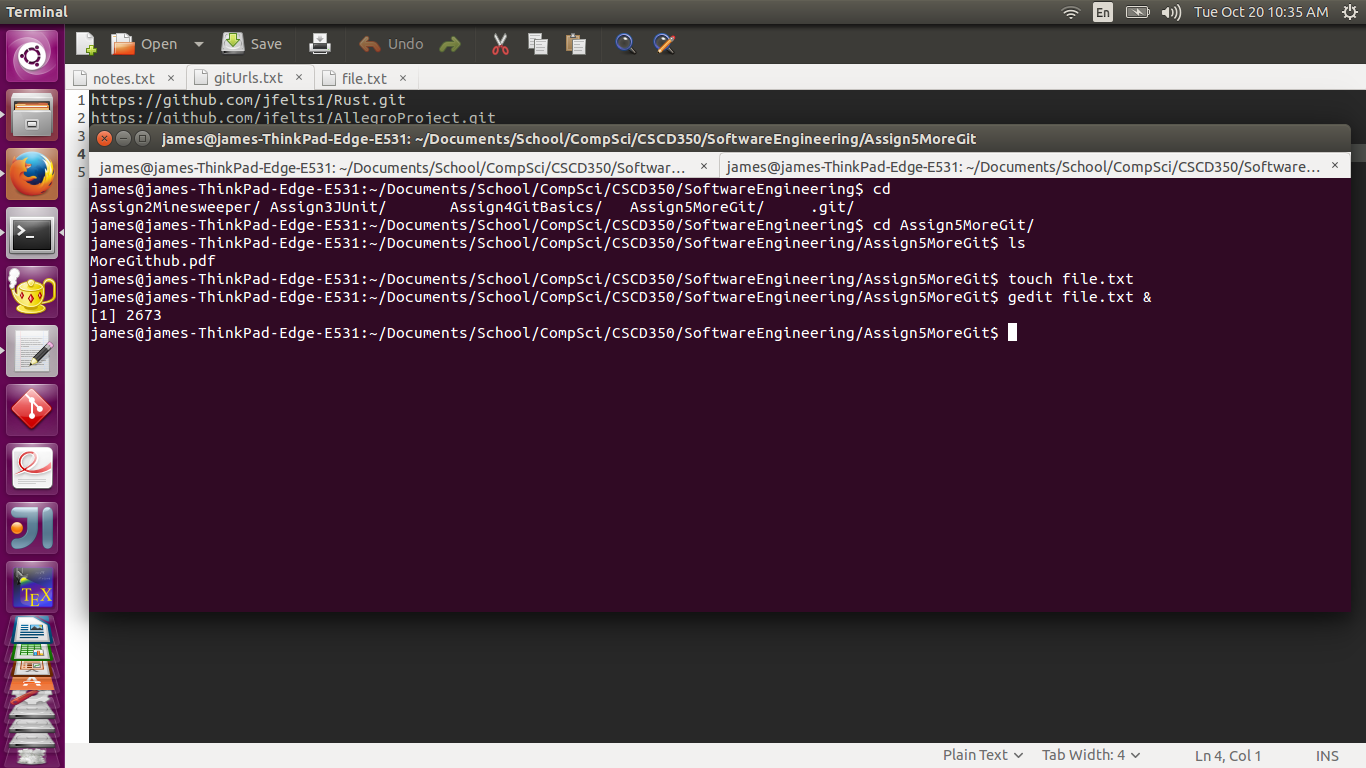 Terminal
En
Tue Oct 20 10:35 AM
Open
Save
Undo
notes.txt ×
gitUrls.txt ×
file.txt ×
1 https://github.com/jfelts1/Rust.git
2 https://github.com/jfelts1/AllegroProject.git
3
4
5
james@james-ThinkPad-Edge-E531: ~/Documents/School/CompSci/CSCD350/SoftwareEngineering/Assign5MoreGit
james@james-ThinkPad-Edge-E531: ~/Documents/School/CompSci/CSCD350/Softwar... ×
james@james-ThinkPad-Edge-E531: ~/Documents/School/CompSci/CSCD350/Software... ×
james@james-ThinkPad-Edge-E531:~/Documents/School/CompSci/CSCD350/SoftwareEngineering$ cd
Assign2Minesweeper/ Assign3JUnit/ Assign4GitBasics/ Assign5MoreGit/ .git/
james@james-ThinkPad-Edge-E531:~/Documents/School/CompSci/CSCD350/SoftwareEngineering$ cd Assign5MoreGit/
james@james-ThinkPad-Edge-E531:~/Documents/School/CompSci/CSCD350/SoftwareEngineering/Assign5MoreGit$ ls
MoreGithub.pdf
james@james-ThinkPad-Edge-E531:~/Documents/School/CompSci/CSCD350/SoftwareEngineering/Assign5MoreGit$ touch file.txt
james@james-ThinkPad-Edge-E531:~/Documents/School/CompSci/CSCD350/SoftwareEngineering/Assign5MoreGit$ gedit file.txt &
[1] 2673
james@james-ThinkPad-Edge-E531:~/Documents/School/CompSci/CSCD350/SoftwareEngineering/Assign5MoreGit$
JI
TEX
Plain Text
Tab Width: 4
Ln 4, Col 1
INS